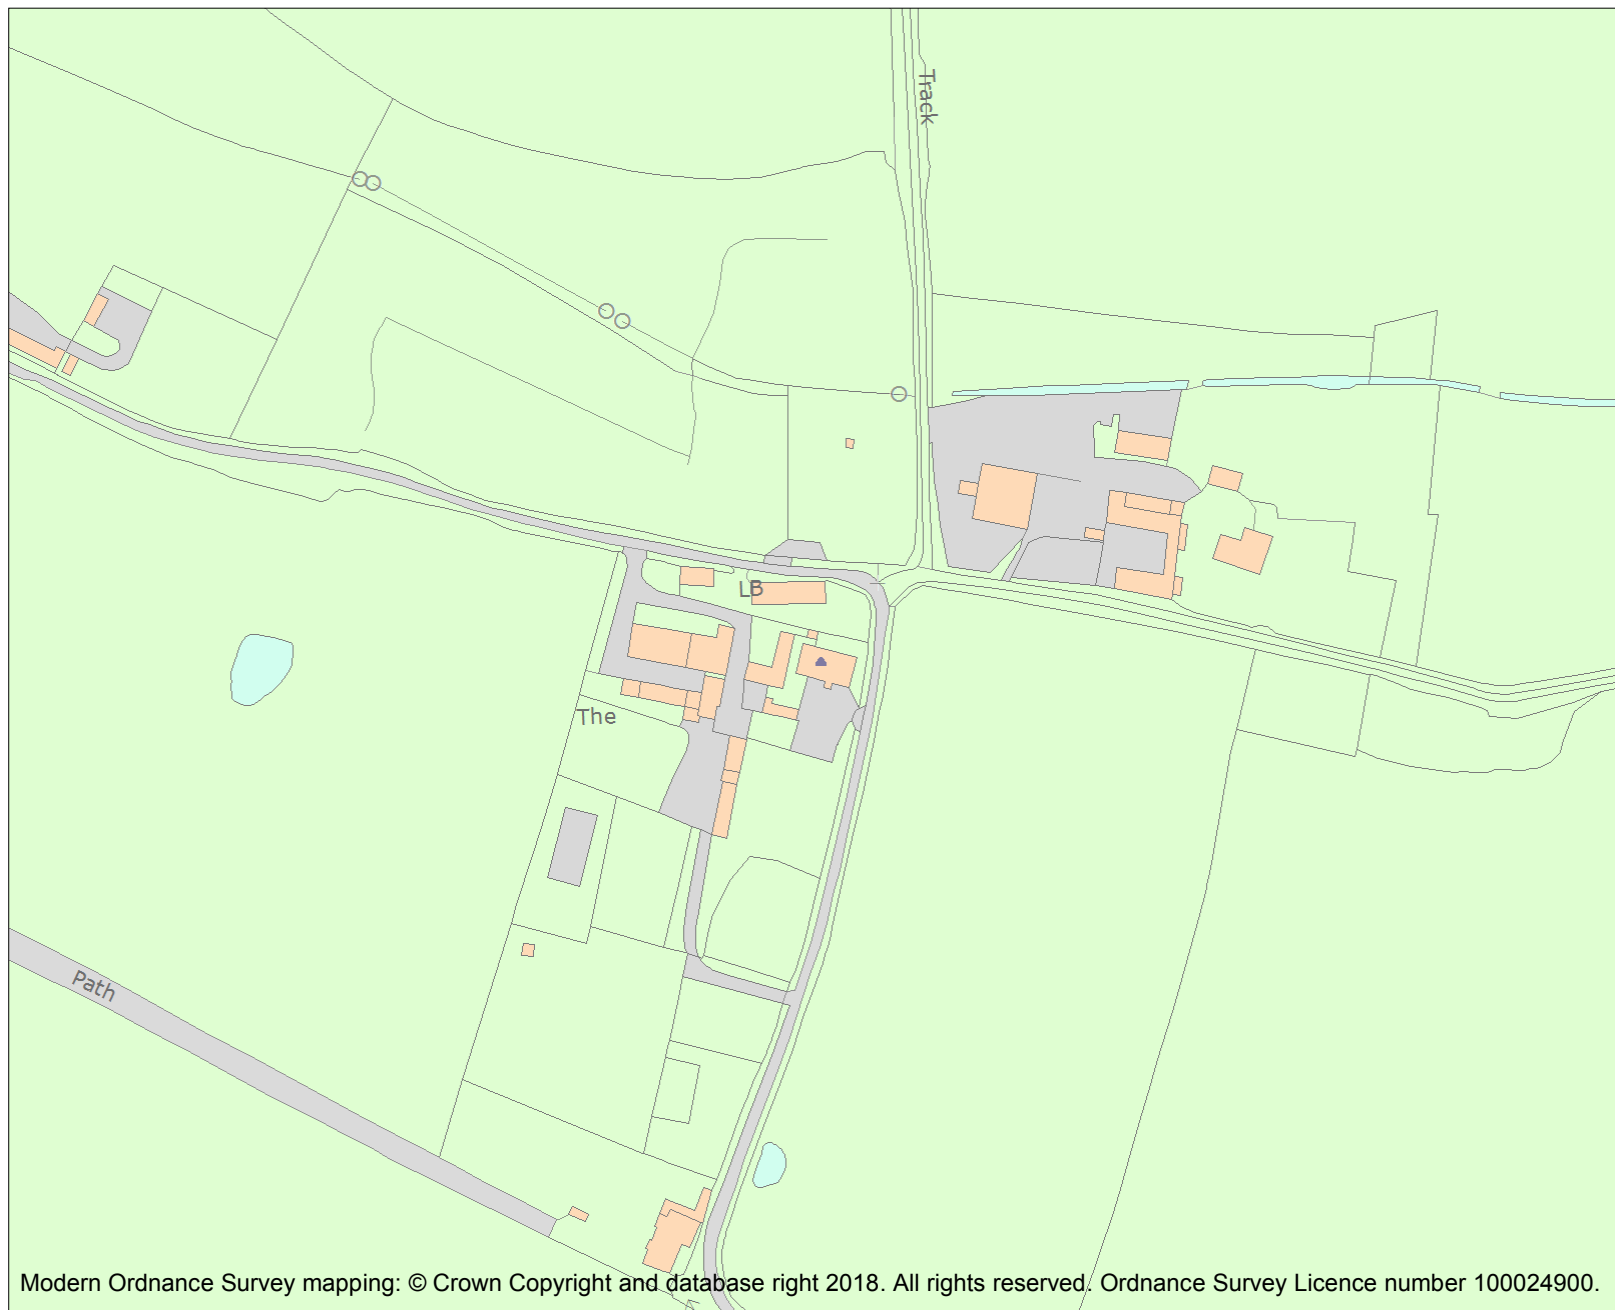 Track
LB
The
Path
Modern Ordnance Survey mapping: © Crown Copyright and database right 2018. All rights reserved. Ordnance Survey Licence number 100024900.